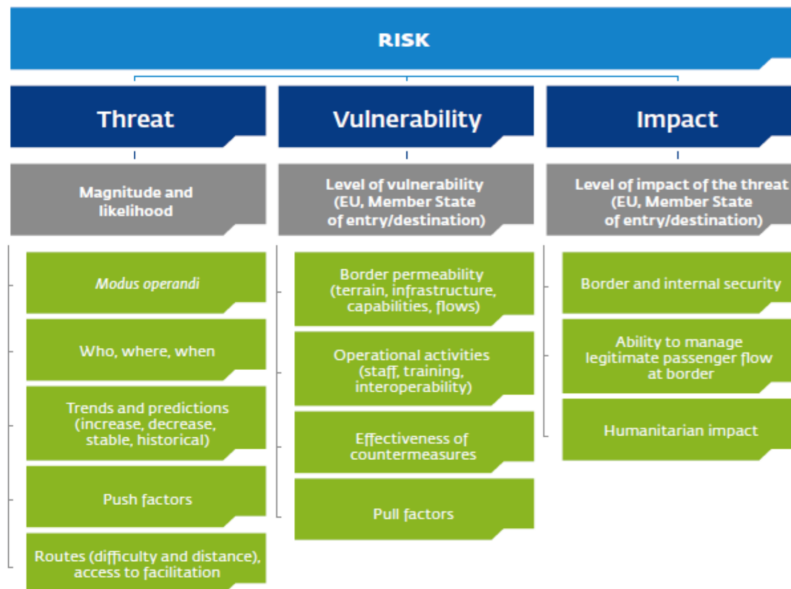 RISK
Threat
Magnitude and
likelihood
Modus operandi
Who, where, when
Trends and predictions
(increase, decrease,
stable, historical)
Push factors
Routes (difficulty and distance),
access to facilitation
Vulnerability
Level of vulnerability
(EU, Member State
of entry/destination)
Border permeability
(terrain, infrastructure,
capabilities, flows)
Operational activities
(staff, training,
interoperability)
Effectiveness of
countermeasures
Pull factors
Impact
Level of impact of the threat
(EU, Member State
of entry/destination)
Border and internal security
Ability to manage
legitimate passenger flow
at border
Humanitarian impact